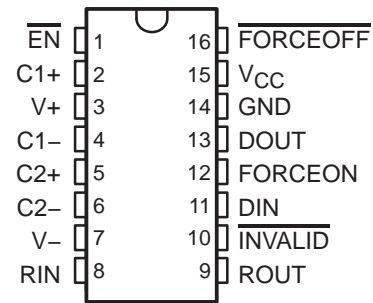 EN 1 16 FORCEOFF
C1+ 2 15 VCC
V+ 3 14 GND
C1− 4 13 DOUT
C2+ 5 12 FORCEON
C2− 6 11 DIN
V− 7 10 INVALID
RIN 8 9 ROUT